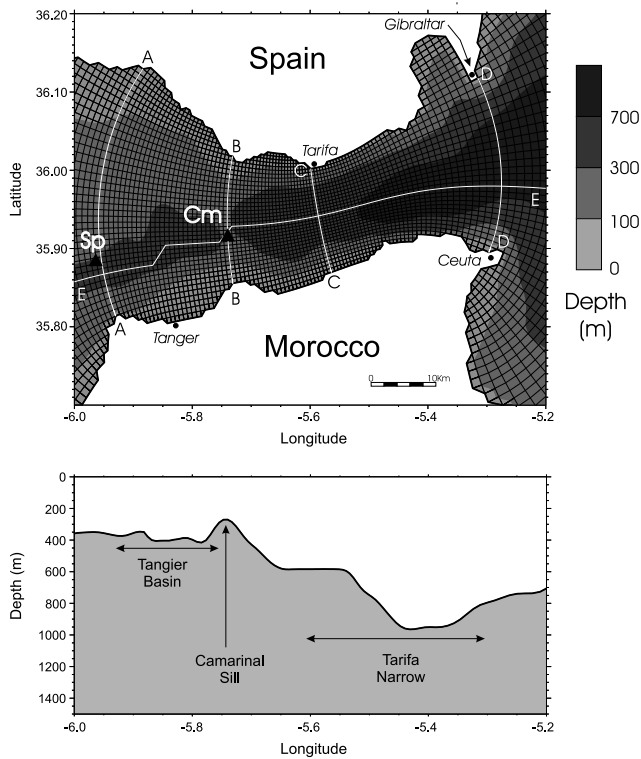 36.20
36.10
36.00
35.90
35.80
Latitude
Spain
Gibraltar
A
D
B
Tarifa
C
Cm
Sp
E
E
D
Ceuta
B
C
A
Tanger
Morocco
0 10Km
-6.0 -5.8 -5.6 -5.4 -5.2
Longitude
700
300
100
0
Depth
(m)
0
200
400
600
800
1000
1200
1400
Depth (m)
Tangier
Basin
Camarinal
Sill
Tarifa
Narrow
-6.0 -5.8 -5.6 -5.4 -5.2
Longitude